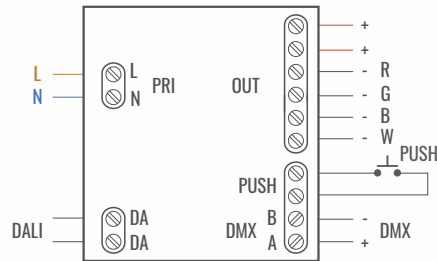 +
+
L L PRI OUT - R
N N - G
- B
- W
PUSH
PUSH
DALI DA DMX B - DMX
DA A +